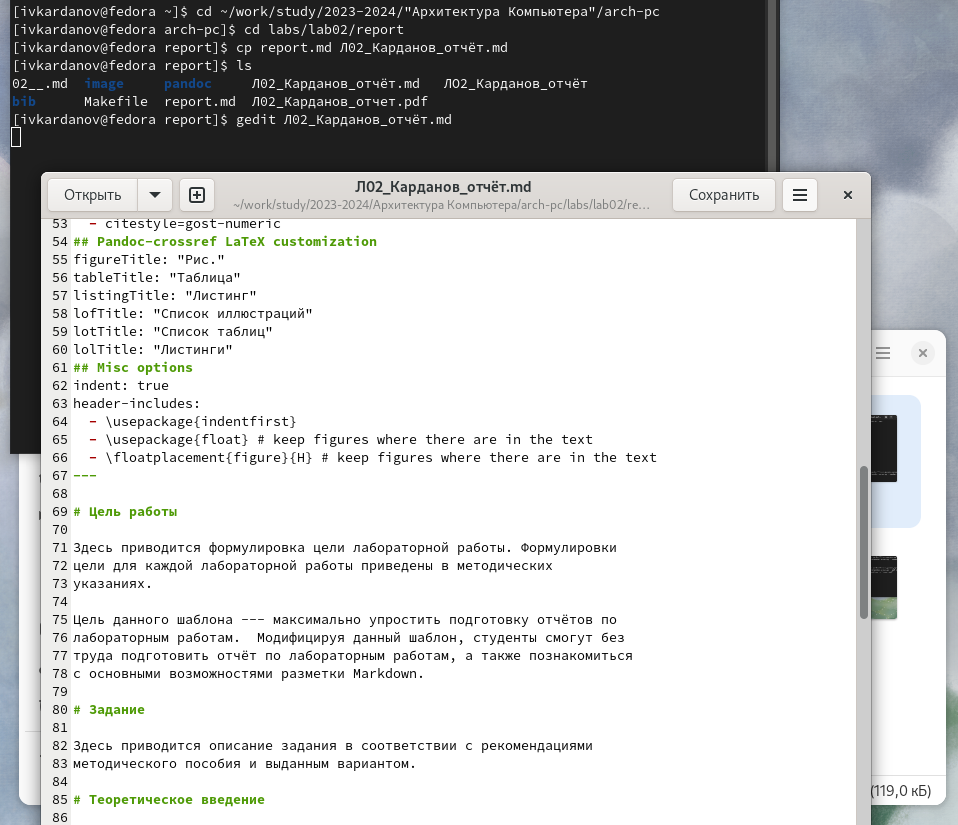 [ivkardanov@fedora ~]$ cd ~/work/study/2023-2024/"Архитектура Компьютера"/arch-pc
[ivkardanov@fedora arch-pc]$ cd labs/lab02/report
[ivkardanov@fedora report]$ cp report.md Л02_Карданов_отчёт.md
[ivkardanov@fedora report]$ ls
02__.md  image     pandoc     Л02_Карданов_отчёт.md   ЛО2_Карданов_отчёт
bib      Makefile  report.md  Л02_Карданов_отчет.pdf
[ivkardanov@fedora report]$ gedit Л02_Карданов_отчёт.md
Открыть
Л02_Карданов_отчёт.md
~/work/study/2023-2024/Архитектура Компьютера/arch-pc/labs/lab02/re...
Сохранить
53   - citestyle=gost-numeric
54 ## Pandoc-crossref LaTeX customization
55 figureTitle: "Рис."
56 tableTitle: "Таблица"
57 listingTitle: "Листинг"
58 lofTitle: "Список иллюстраций"
59 lotTitle: "Список таблиц"
60 lolTitle: "Листинги"
61 ## Misc options
62 indent: true
63 header-includes:
64   - \usepackage{indentfirst}
65   - \usepackage{float} # keep figures where there are in the text
66   - \floatplacement{figure}{H} # keep figures where there are in the text
67 ---
68
69 # Цель работы
70
71 Здесь приводится формулировка цели лабораторной работы. Формулировки
72 цели для каждой лабораторной работы приведены в методических
73 указаниях.
74
75 Цель данного шаблона --- максимально упростить подготовку отчётов по
76 лабораторным работам.  Модифицируя данный шаблон, студенты смогут без
77 труда подготовить отчёт по лабораторным работам, а также познакомиться
78 с основными возможностями разметки Markdown.
79
80 # Задание
81
82 Здесь приводится описание задания в соответствии с рекомендациями
83 методического пособия и выданным вариантом.
84
85 # Теоретическое введение
86
(119,0 кБ)